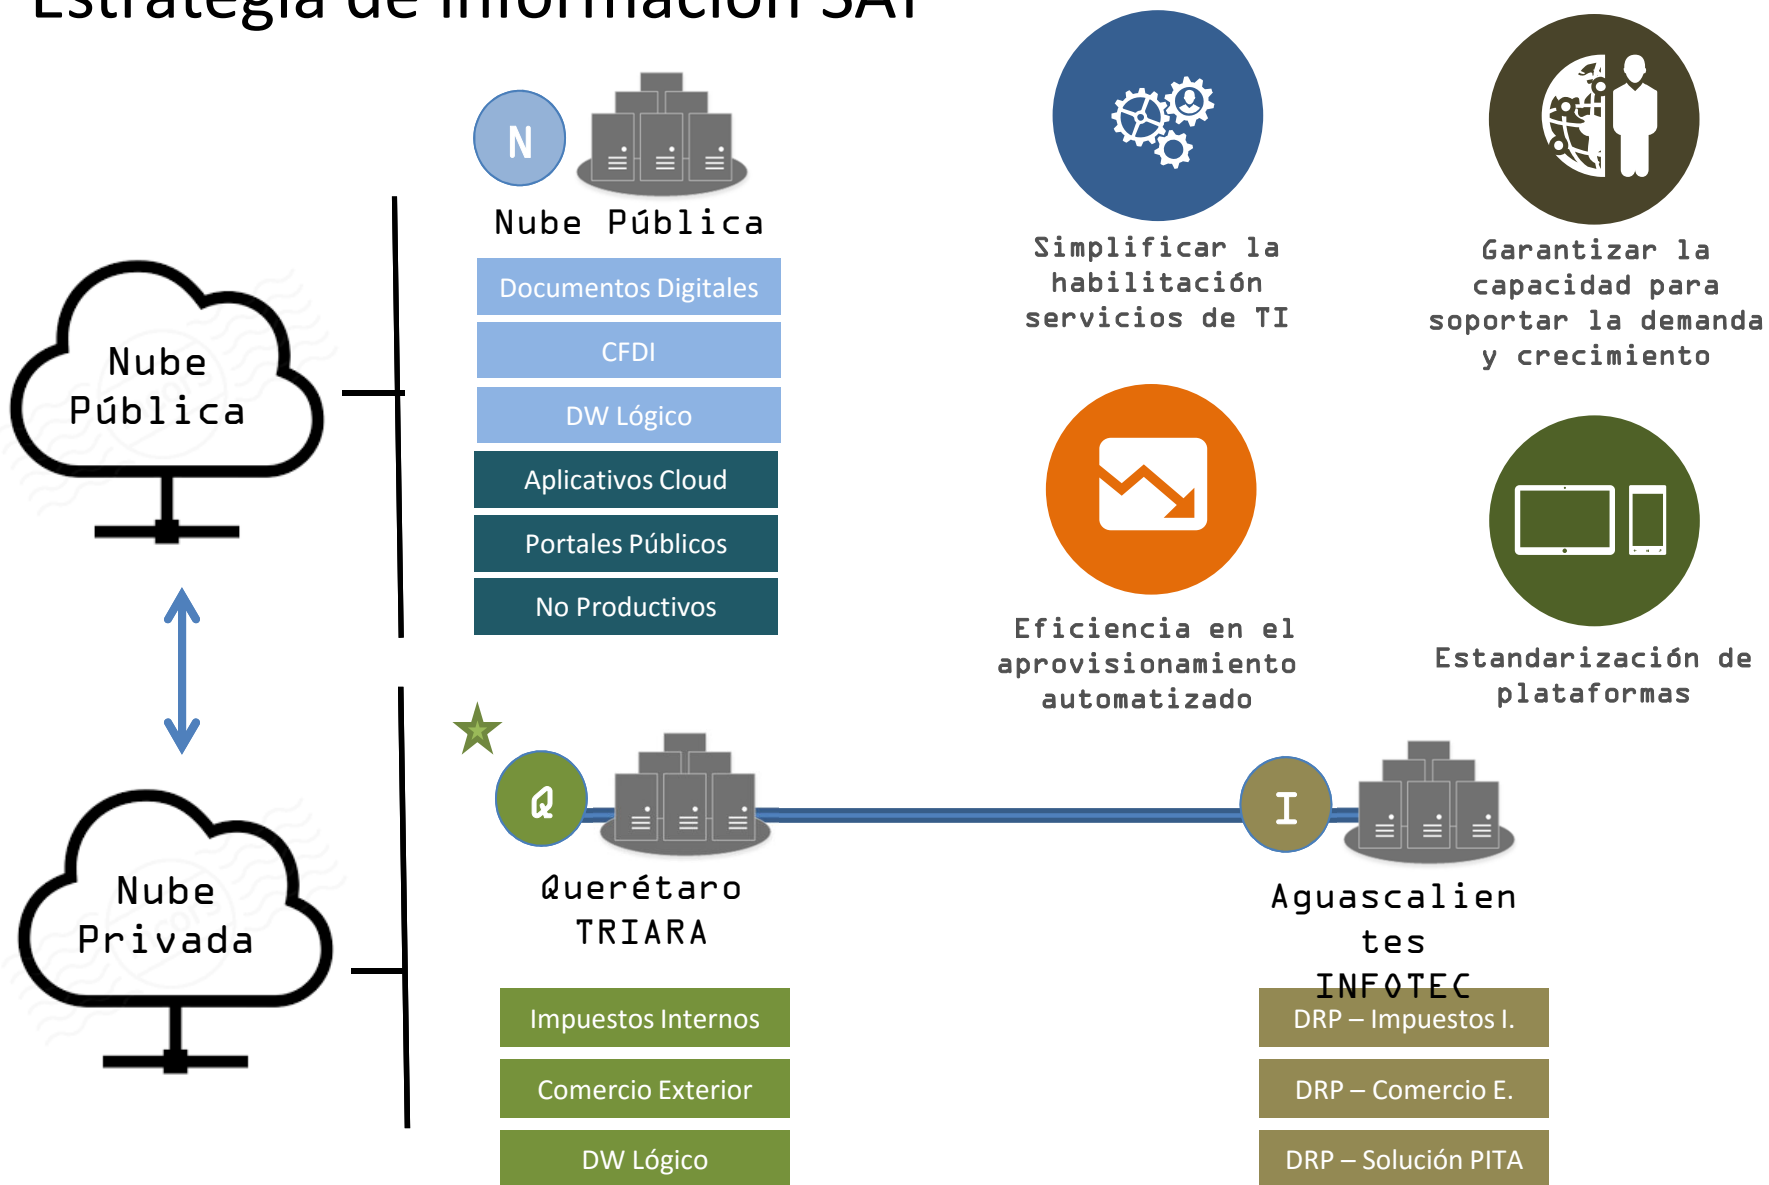 Estrategia de Información SAT
N
Nube Pública
Documentos Digitales
CFDI
DW Lógico
Aplicativos Cloud
Portales Públicos
No Productivos
Nube
Pública
Simplificar la
habilitación
servicios de TI
Garantizar la
capacidad para
soportar la demanda
y crecimiento
Eficiencia en el
aprovisionamiento
automatizado
Estandarización de
plataformas
Nube
Privada
Q
Querétaro
TRIARA
Impuestos Internos
Comercio Exterior
DW Lógico
I
Aguascalien
tes
INFOTEC
DRP – Impuestos I.
DRP – Comercio E.
DRP – Solución PITA